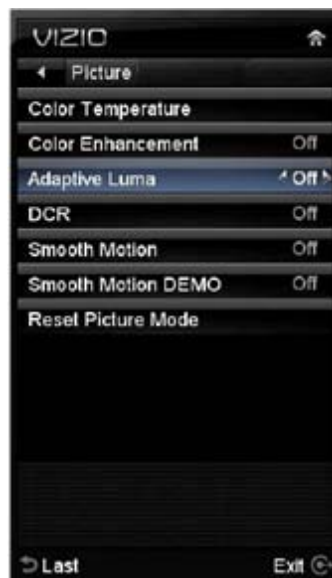 VIZIO
Picture
Color Temperature
Color Enhancement Off
Adaptive Luma Off
DCR Off
Smooth Motion Off
Smooth Motion DEMO Off
Reset Picture Mode
Last Exit